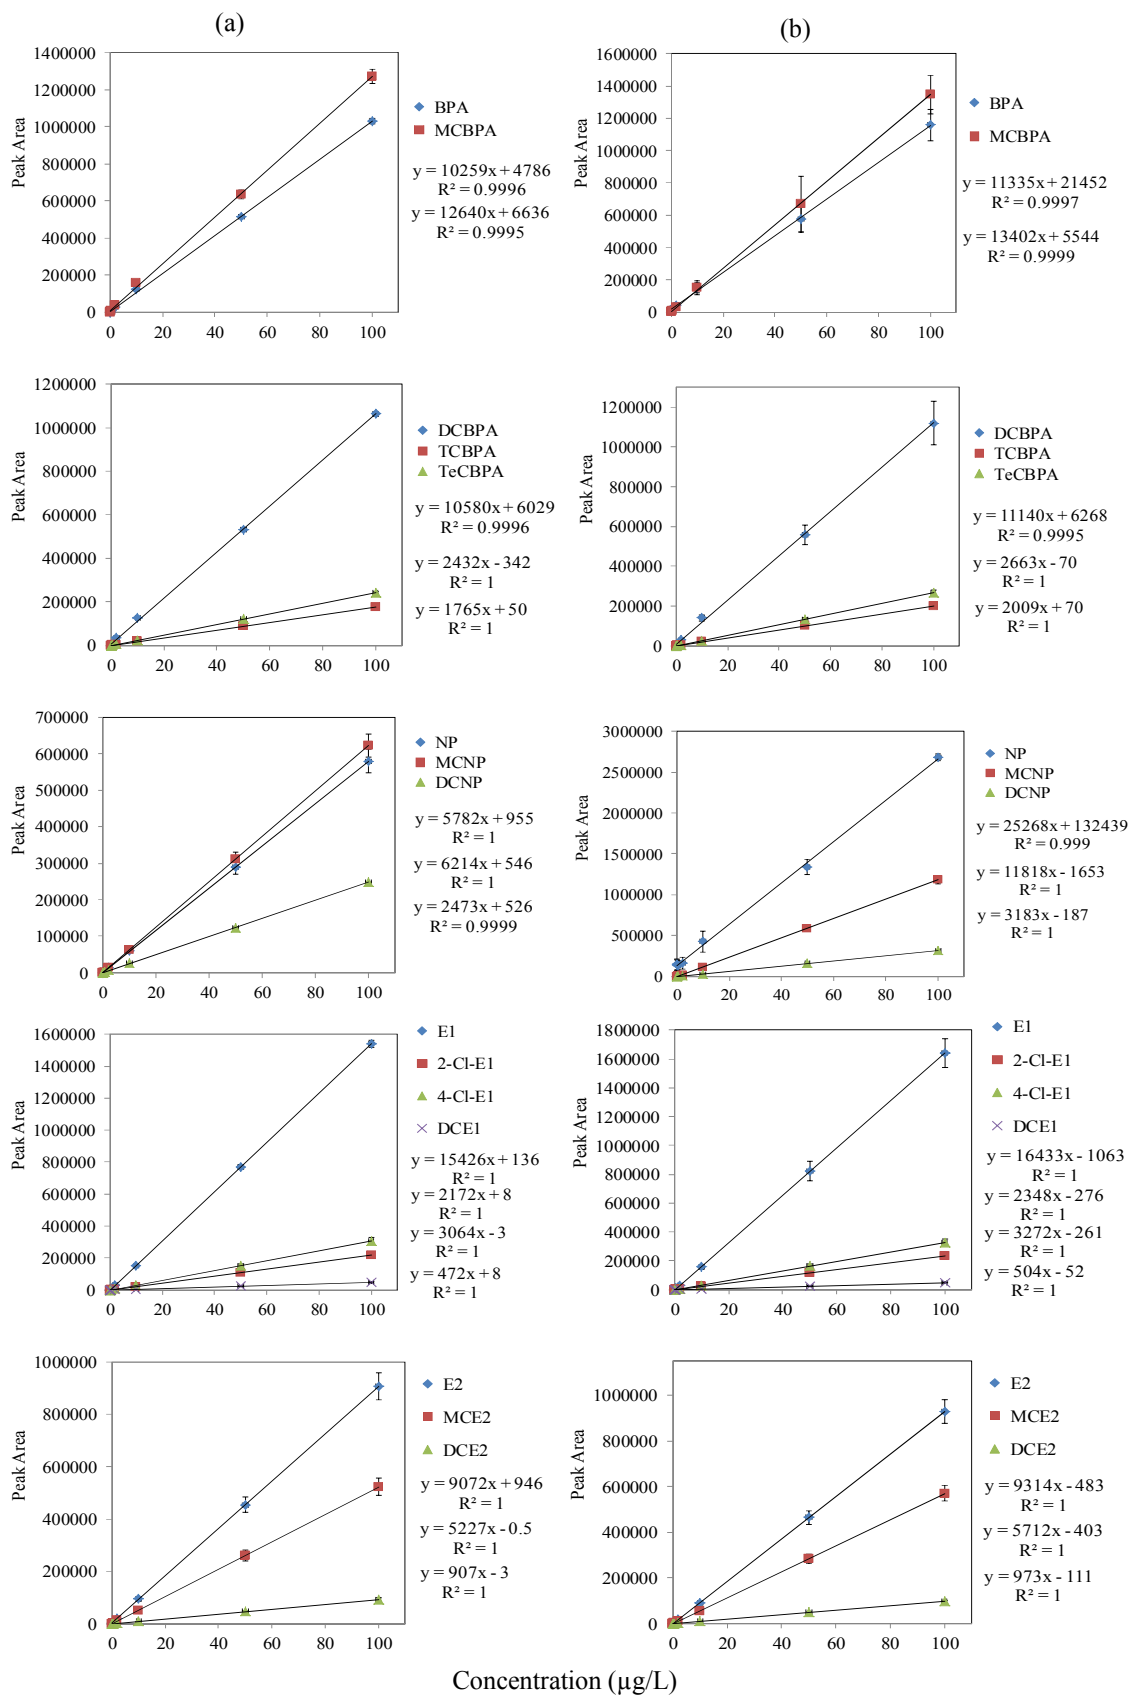 (a)
(b)
1400000
1200000
1000000
800000
600000
400000
200000
0
Peak Area
0 20 40 60 80 100
BPA
MCBPA
y = 10259x + 4786
R² = 0.9996
y = 12640x + 6636
R² = 0.9995
1600000
1400000
1200000
1000000
800000
600000
400000
200000
0
Peak Area
0 20 40 60 80 100
BPA
MCBPA
y = 11335x + 21452
R² = 0.9997
y = 13402x + 5544
R² = 0.9999
1200000
1000000
800000
600000
400000
200000
0
Peak Area
0 20 40 60 80 100
DCBPA
TCBPA
TeCBPA
y = 10580x + 6029
R² = 0.9996
y = 2432x - 342
R² = 1
y = 1765x + 50
R² = 1
1200000
1000000
800000
600000
400000
200000
0
Peak Area
0 20 40 60 80 100
DCBPA
TCBPA
TeCBPA
y = 11140x + 6268
R² = 0.9995
y = 2663x - 70
R² = 1
y = 2009x + 70
R² = 1
700000
600000
500000
400000
300000
200000
100000
0
Peak Area
0 20 40 60 80 100
NP
MCNP
DCNP
y = 5782x + 955
R² = 1
y = 6214x + 546
R² = 1
y = 2473x + 526
R² = 0.9999
3000000
2500000
2000000
1500000
1000000
500000
0
Peak Area
0 20 40 60 80 100
NP
MCNP
DCNP
y = 25268x + 132439
R² = 0.999
y = 11818x - 1653
R² = 1
y = 3183x - 187
R² = 1
1600000
1400000
1200000
1000000
800000
600000
400000
200000
0
Peak Area
0 20 40 60 80 100
E1
2-Cl-E1
4-Cl-E1
DCE1
y = 15426x + 136
R² = 1
y = 2172x + 8
R² = 1
y = 3064x - 3
R² = 1
y = 472x + 8
R² = 1
1800000
1600000
1400000
1200000
1000000
800000
600000
400000
200000
0
Peak Area
0 20 40 60 80 100
E1
2-Cl-E1
4-Cl-E1
DCE1
y = 16433x - 1063
R² = 1
y = 2348x - 276
R² = 1
y = 3272x - 261
R² = 1
y = 504x - 52
R² = 1
1000000
800000
600000
400000
200000
0
Peak Area
0 20 40 60 80 100
E2
MCE2
DCE2
y = 9072x + 946
R² = 1
y = 5227x - 0.5
R² = 1
y = 907x - 3
R² = 1
1000000
800000
600000
400000
200000
0
Peak Area
0 20 40 60 80 100
E2
MCE2
DCE2
y = 9314x - 483
R² = 1
y = 5712x - 403
R² = 1
y = 973x - 111
R² = 1
Concentration (µg/L)